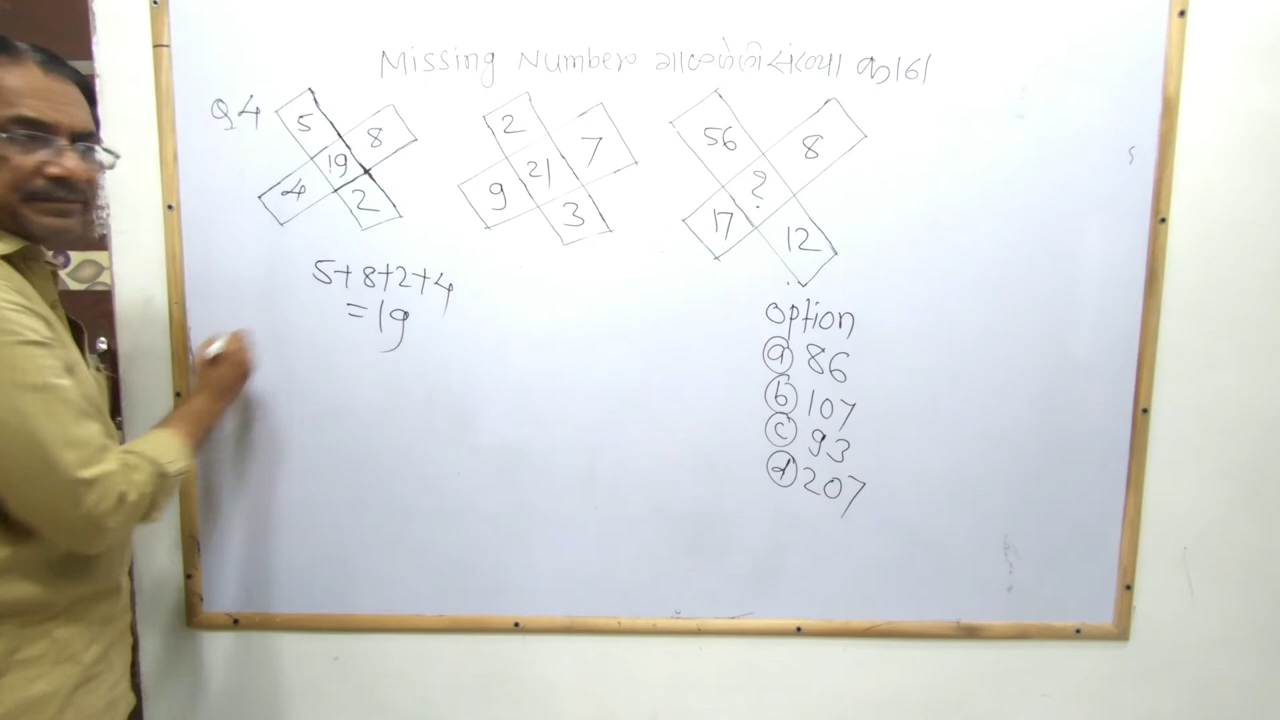 Missing Number गाळलेली संख्या काढा
Q4
5 8 19 4 2
2 7 21 9 3
56 8 ? 17 12
5+8+2+4
=19
option
ⓐ 86
ⓑ 107
ⓒ 93
ⓓ 207